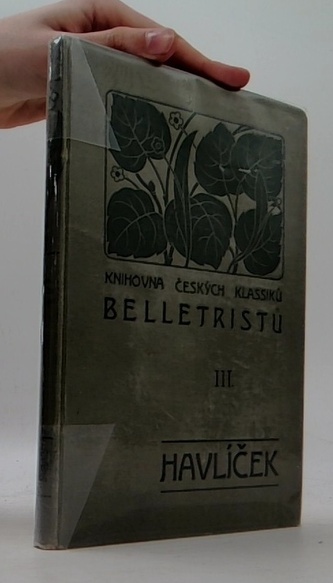 KNIHOVNA ČESKÝCH KLASSIKŮ
BELLETRISTŮ
III.
HAVLÍČEK